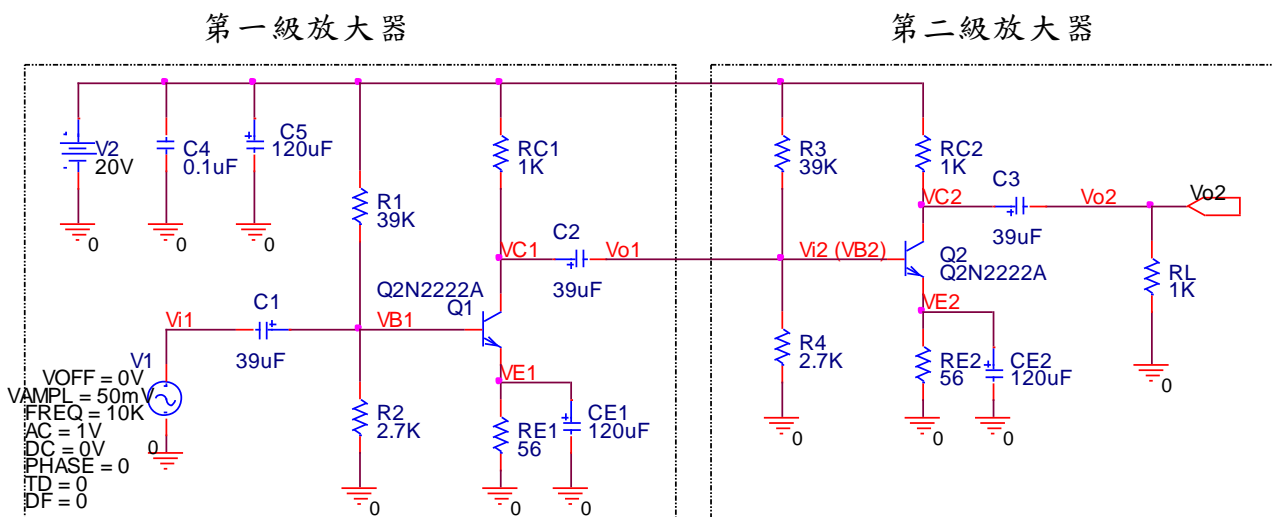 第一級放大器
第二級放大器
V2
20V
C4
0.1uF
C5
120uF
R1
39K
RC1
1K
VC1
C2
39uF
Vo1
Q2N2222A
Q1
Vi1
C1
39uF
VB1
V1
VOFF = 0V
VAMPL = 50mV
FREQ = 10K
AC = 1V
DC = 0V
PHASE = 0
TD = 0
DF = 0
R2
2.7K
VE1
RE1
56
CE1
120uF
R3
39K
RC2
1K
VC2
C3
39uF
Vo2
Vo2
Vi2 (VB2)
Q2
Q2N2222A
RL
1K
VE2
R4
2.7K
RE2
56
CE2
120uF
0
0
0
0
0
0
0
0
0
0
0